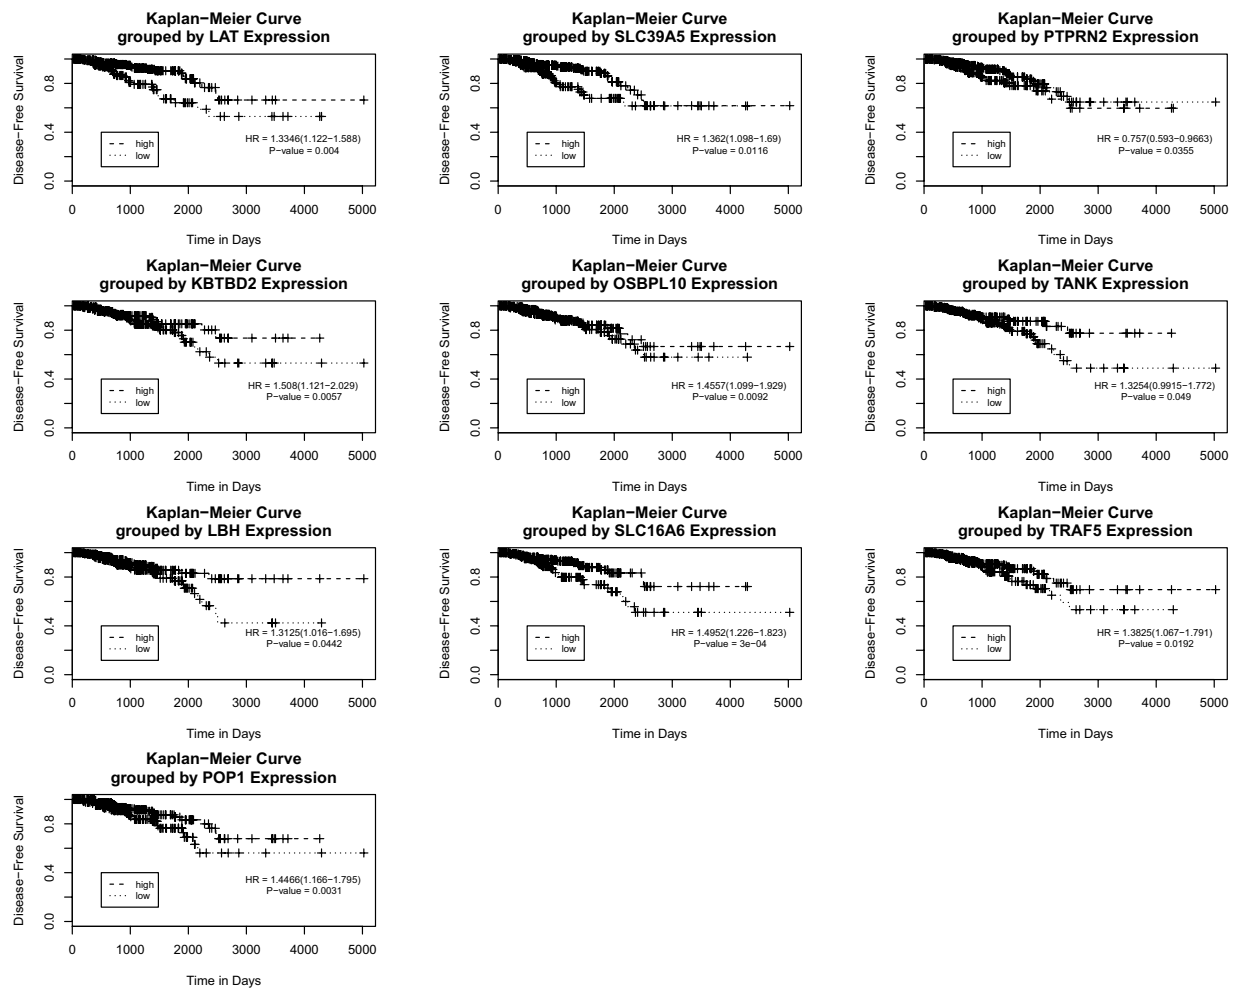 Kaplan−Meier Curve
grouped by LAT Expression
Disease−Free Survival
0.0 0.4 0.8
high
low
HR = 1.3346(1.122−1.588)
P−value = 0.004
0 1000 2000 3000 4000 5000
Time in Days
Kaplan−Meier Curve
grouped by SLC39A5 Expression
Disease−Free Survival
0.0 0.4 0.8
high
low
HR = 1.362(1.098−1.69)
P−value = 0.0116
0 1000 2000 3000 4000 5000
Time in Days
Kaplan−Meier Curve
grouped by PTPRN2 Expression
Disease−Free Survival
0.0 0.4 0.8
high
low
HR = 0.757(0.593−0.9663)
P−value = 0.0355
0 1000 2000 3000 4000 5000
Time in Days
Kaplan−Meier Curve
grouped by KBTBD2 Expression
Disease−Free Survival
0.0 0.4 0.8
high
low
HR = 1.508(1.121−2.029)
P−value = 0.0057
0 1000 2000 3000 4000 5000
Time in Days
Kaplan−Meier Curve
grouped by OSBPL10 Expression
Disease−Free Survival
0.0 0.4 0.8
high
low
HR = 1.4557(1.099−1.929)
P−value = 0.0092
0 1000 2000 3000 4000 5000
Time in Days
Kaplan−Meier Curve
grouped by TANK Expression
Disease−Free Survival
0.0 0.4 0.8
high
low
HR = 1.3254(0.9915−1.772)
P−value = 0.049
0 1000 2000 3000 4000 5000
Time in Days
Kaplan−Meier Curve
grouped by LBH Expression
Disease−Free Survival
0.0 0.4 0.8
high
low
HR = 1.3125(1.016−1.695)
P−value = 0.0442
0 1000 2000 3000 4000 5000
Time in Days
Kaplan−Meier Curve
grouped by SLC16A6 Expression
Disease−Free Survival
0.0 0.4 0.8
high
low
HR = 1.4952(1.226−1.823)
P−value = 3e−04
0 1000 2000 3000 4000 5000
Time in Days
Kaplan−Meier Curve
grouped by TRAF5 Expression
Disease−Free Survival
0.0 0.4 0.8
high
low
HR = 1.3825(1.067−1.791)
P−value = 0.0192
0 1000 2000 3000 4000 5000
Time in Days
Kaplan−Meier Curve
grouped by POP1 Expression
Disease−Free Survival
0.0 0.4 0.8
high
low
HR = 1.4466(1.166−1.795)
P−value = 0.0031
0 1000 2000 3000 4000 5000
Time in Days